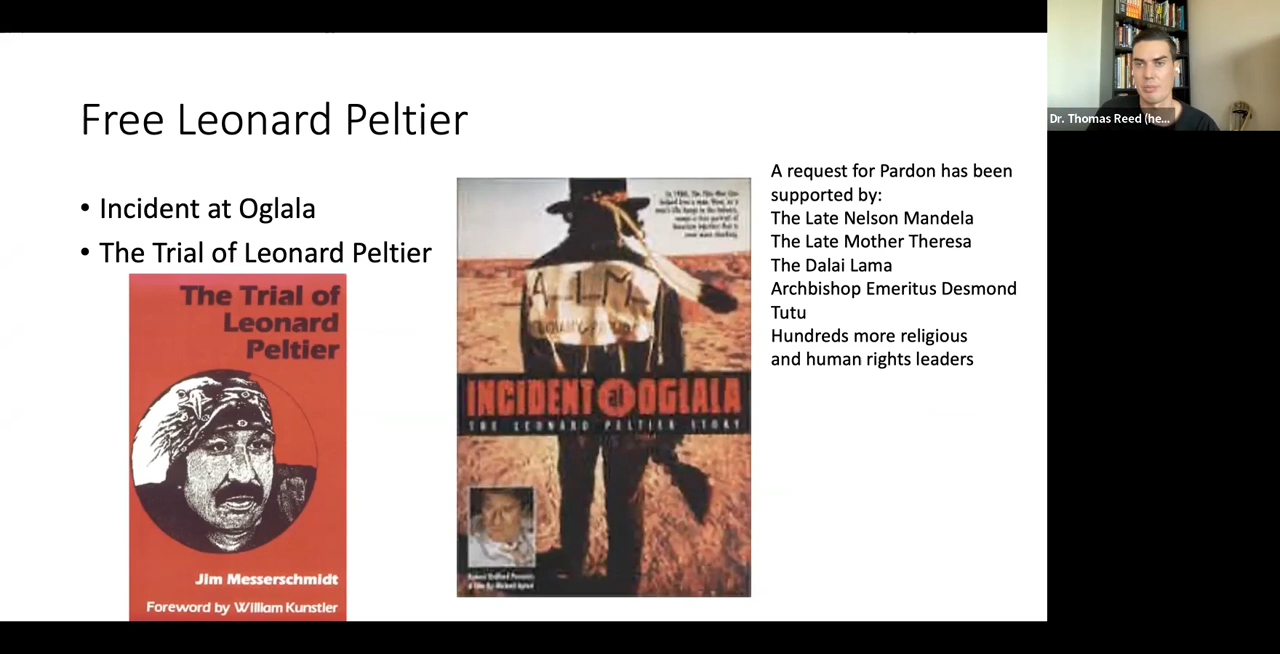 Free Leonard Peltier
• Incident at Oglala
• The Trial of Leonard Peltier
The Trial of
Leonard
Peltier
Jim Messerschmidt
Foreword by William Kunstler
A I M
INCIDENT at OGLALA
THE LEONARD PELTIER STORY
A request for Pardon has been
supported by:
The Late Nelson Mandela
The Late Mother Theresa
The Dalai Lama
Archbishop Emeritus Desmond
Tutu
Hundreds more religious
and human rights leaders
Dr. Thomas Reed (he...